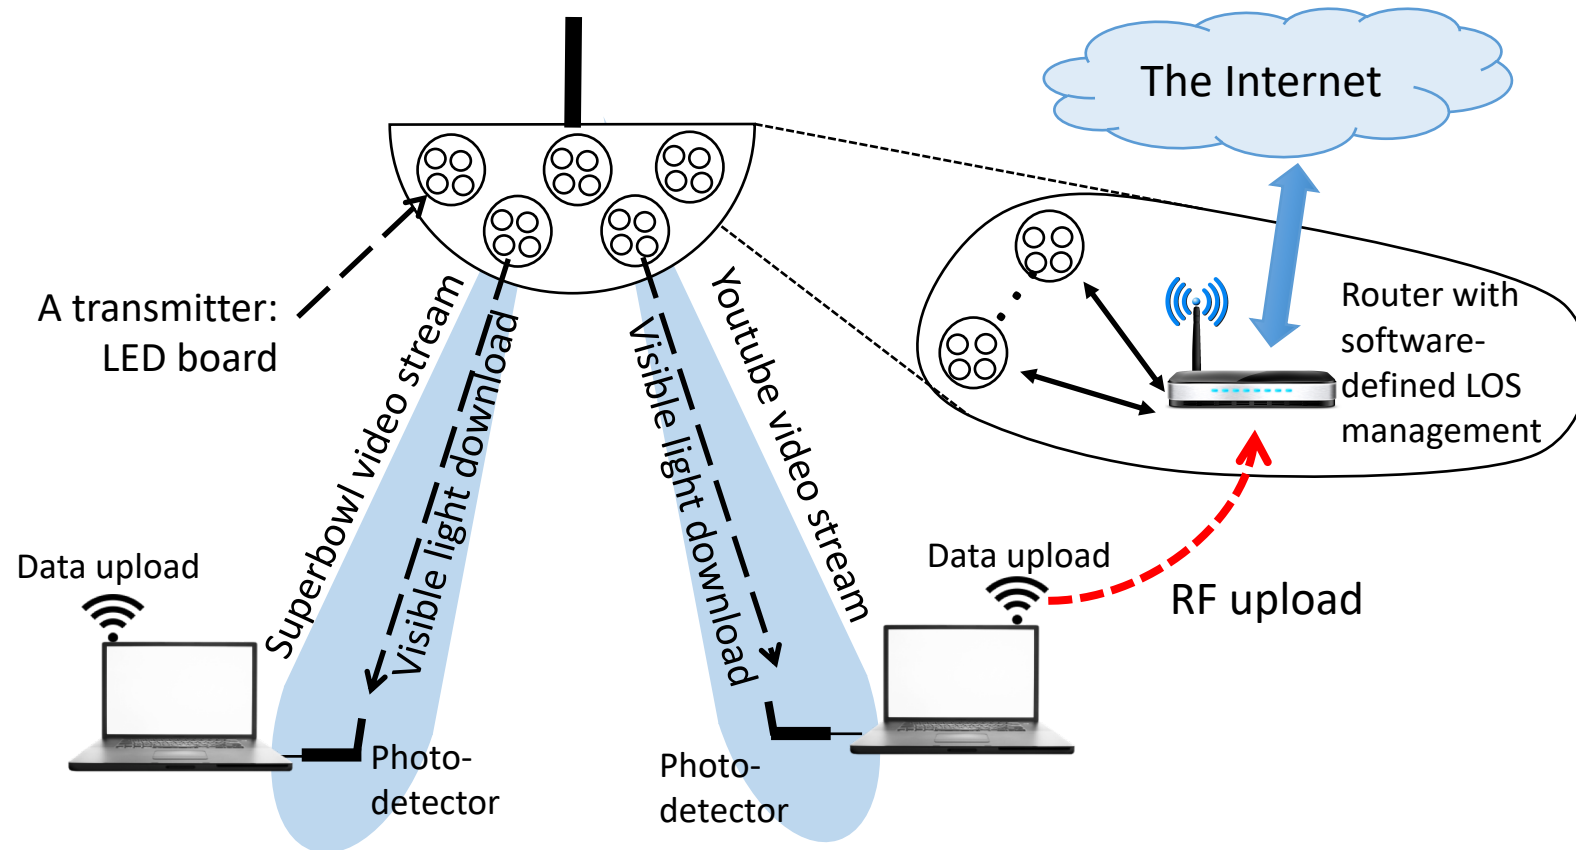 The Internet
A transmitter:
LED board
Superbowl video stream
Visible light download
Visible light download
Youtube video stream
Router with
software-
defined LOS
management
Data upload
Data upload
RF upload
Photo-
detector
Photo-
detector